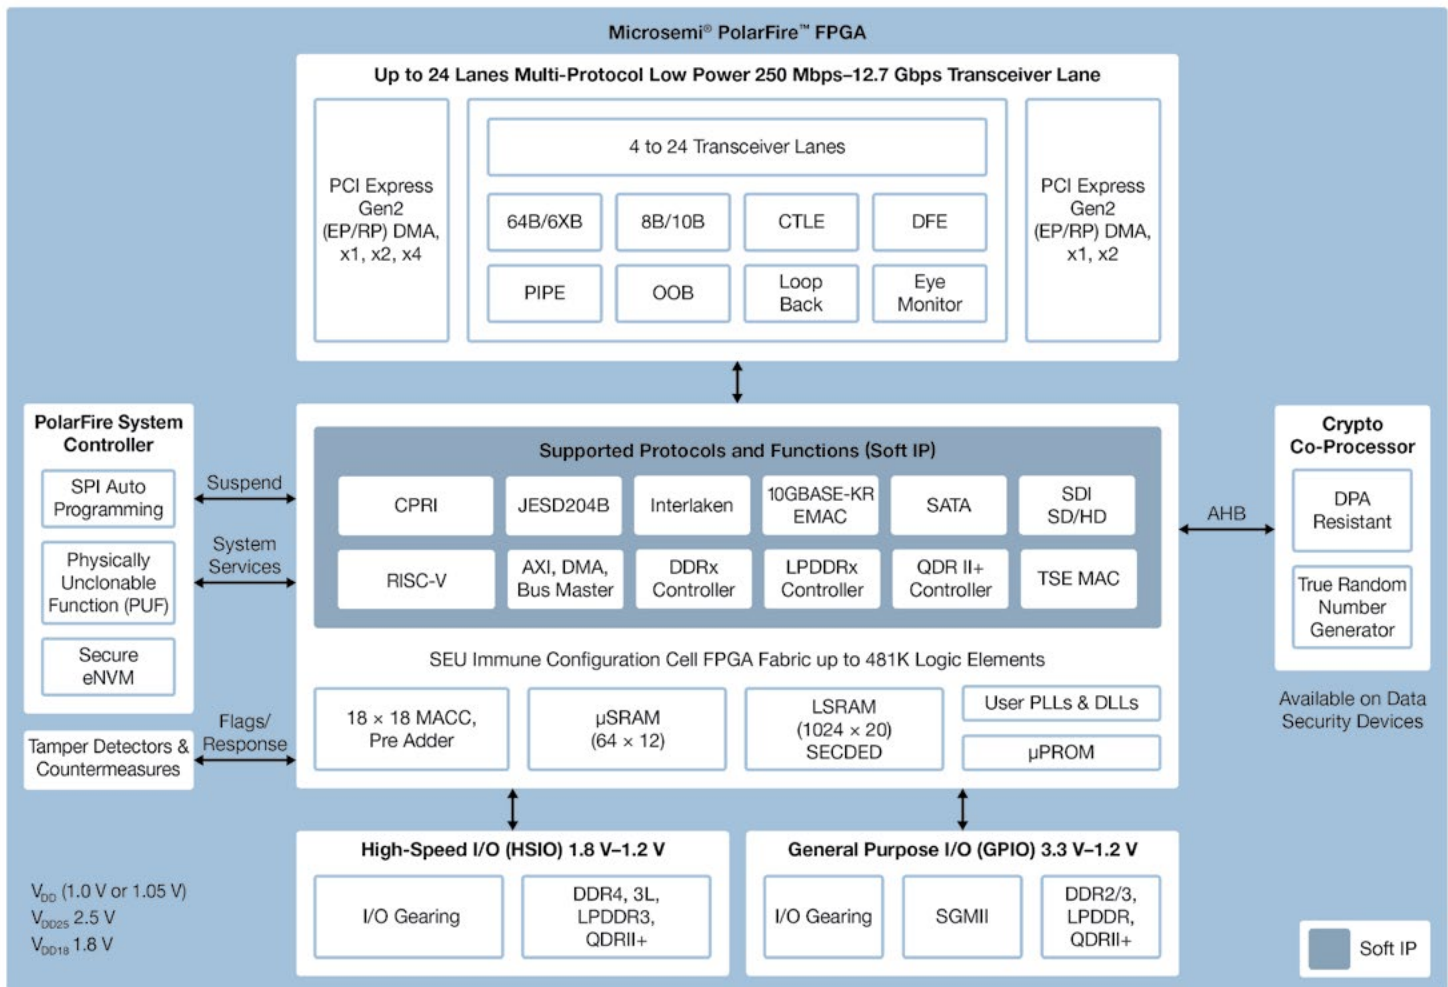 Microsemi® PolarFire™ FPGA
Up to 24 Lanes Multi-Protocol Low Power 250 Mbps–12.7 Gbps Transceiver Lane
PCI Express
Gen2
(EP/RP) DMA,
x1, x2, x4
4 to 24 Transceiver Lanes
64B/6XB
8B/10B
CTLE
DFE
PIPE
OOB
Loop
Back
Eye
Monitor
PCI Express
Gen2
(EP/RP) DMA,
x1, x2
PolarFire System
Controller
SPI Auto
Programming
Physically
Unclonable
Function (PUF)
Secure
eNVM
Tamper Detectors &
Countermeasures
Suspend
System
Services
Flags/
Response
Supported Protocols and Functions (Soft IP)
CPRI
JESD204B
Interlaken
10GBASE-KR
EMAC
SATA
SDI
SD/HD
RISC-V
AXI, DMA,
Bus Master
DDRx
Controller
LPDDRx
Controller
QDR II+
Controller
TSE MAC
SEU Immune Configuration Cell FPGA Fabric up to 481K Logic Elements
18 × 18 MACC,
Pre Adder
µSRAM
(64 × 12)
LSRAM
(1024 × 20)
SECDED
User PLLs & DLLs
µPROM
AHB
Crypto
Co-Processor
DPA
Resistant
True Random
Number
Generator
Available on Data
Security Devices
High-Speed I/O (HSIO) 1.8 V–1.2 V
I/O Gearing
DDR4, 3L,
LPDDR3,
QDRII+
General Purpose I/O (GPIO) 3.3 V–1.2 V
I/O Gearing
SGMII
DDR2/3,
LPDDR,
QDRII+
VDD (1.0 V or 1.05 V)
VDD25 2.5 V
VDD18 1.8 V
Soft IP